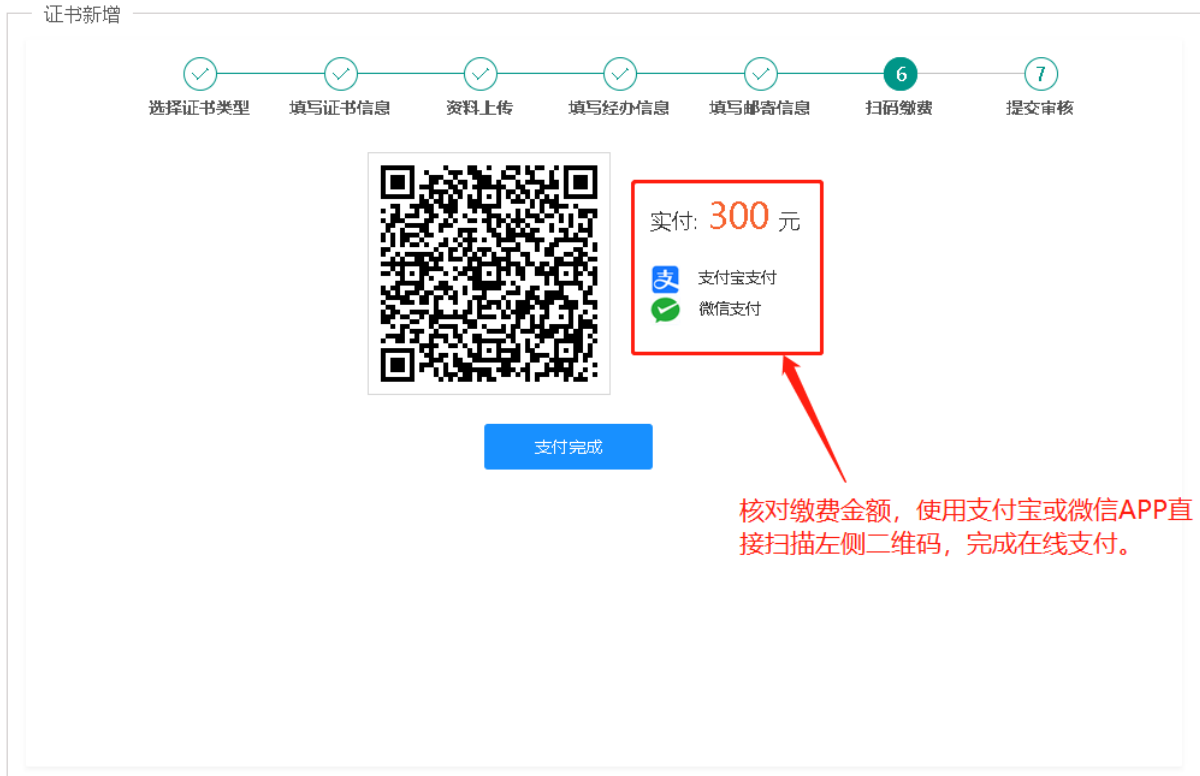 证书新增
6
7
选择证书类型
填写证书信息
资料上传
填写经办信息
填写邮寄信息
扫码缴费
提交审核
实付: 300 元
支
支付宝支付
微信支付
支付完成
核对缴费金额，使用支付宝或微信APP直
接扫描左侧二维码，完成在线支付。